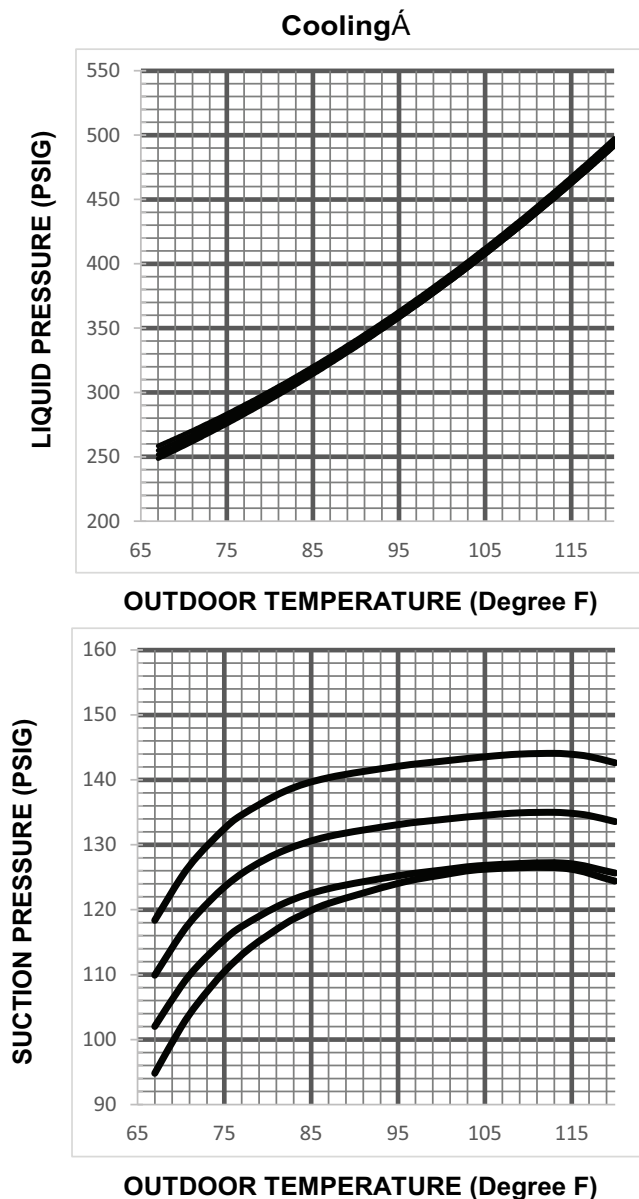 CoolingÁ
550
500
450
400
350
300
250
200
LIQUID PRESSURE (PSIG)
65 75 85 95 105 115
OUTDOOR TEMPERATURE (Degree F)
160
150
140
130
120
110
100
90
SUCTION PRESSURE (PSIG)
65 75 85 95 105 115
OUTDOOR TEMPERATURE (Degree F)